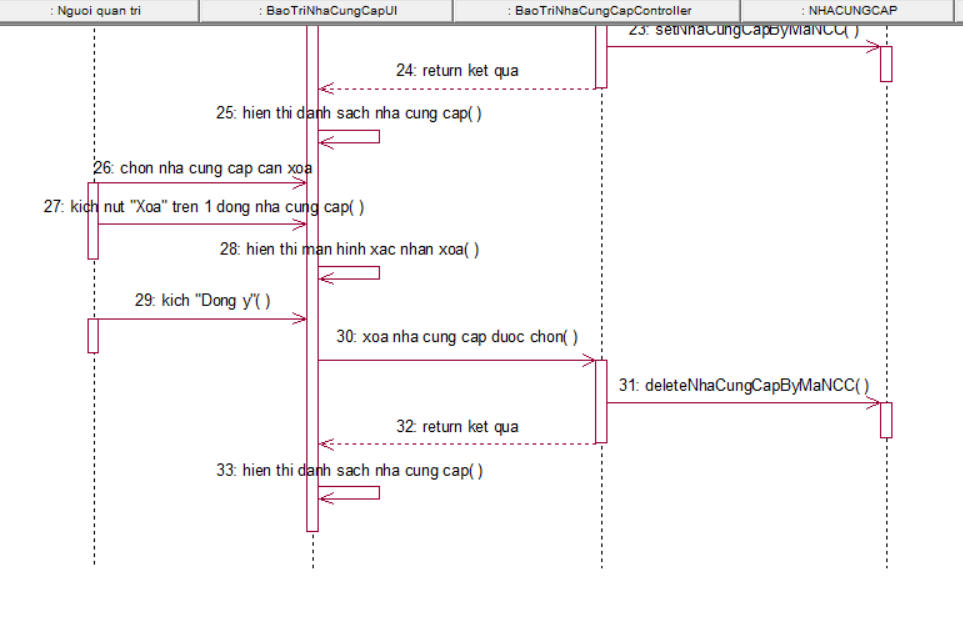 : Nguoi quan tri
: BaoTriNhaCungCapUI
: BaoTriNhaCungCapController
: NHACUNGCAP
23: setNhaCungCapByMaNCC( )
24: return ket qua
25: hien thi danh sach nha cung cap( )
26: chon nha cung cap can xoa
27: kich nut "Xoa" tren 1 dong nha cung cap( )
28: hien thi man hinh xac nhan xoa( )
29: kich "Dong y"( )
30: xoa nha cung cap duoc chon( )
31: deleteNhaCungCapByMaNCC( )
32: return ket qua
33: hien thi danh sach nha cung cap( )